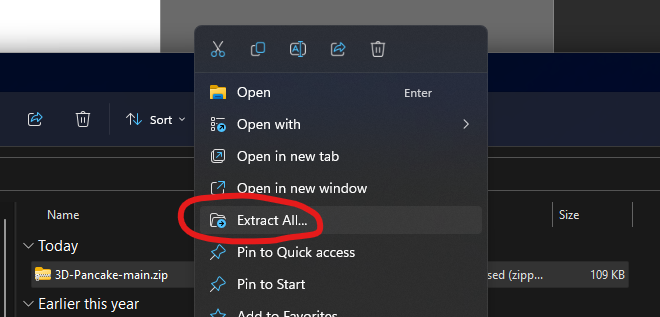 Open Enter
Sort Open with
Open in new tab
Open in new window
Name Extract All... Size
Today Pin to Quick access
3D-Pancake-main.zip sed (zipp... 109 KB
Pin to Start
Earlier this year Add to Favorites